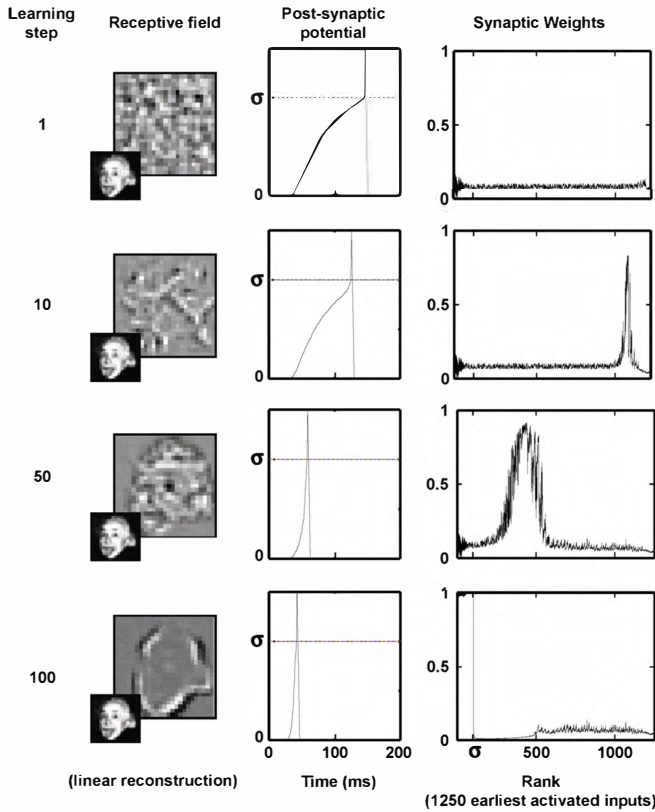 Learning step
Receptive field
Post-synaptic potential
Synaptic Weights
1
σ
0
1
0.5
0
10
σ
0
1
0.5
0
50
σ
0
1
0.5
0
100
σ
0
0
100
200
1
0.5
0
σ
500
1000
(linear reconstruction)
Time (ms)
Rank
(1250 earliest activated inputs)